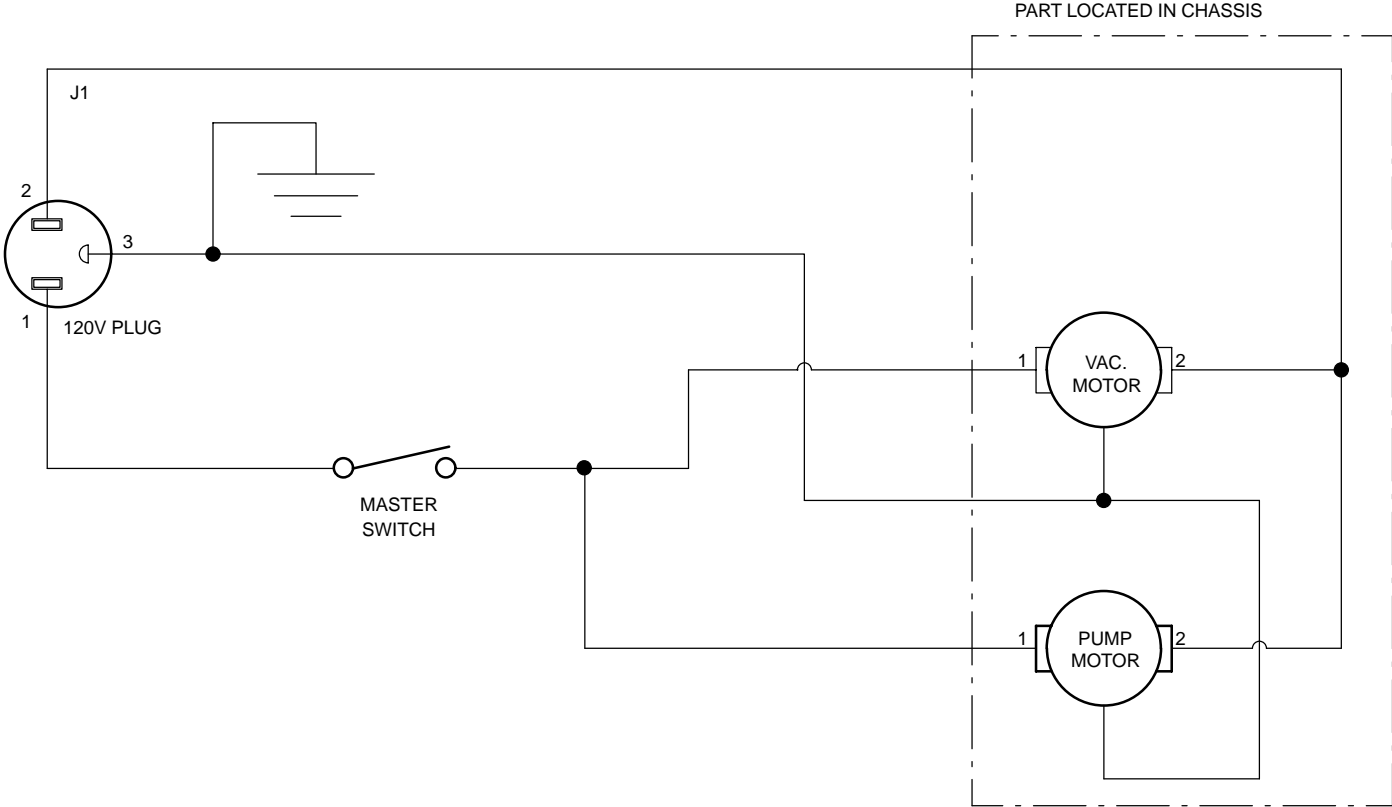 PART LOCATED IN CHASSIS
J1
2
3
1
120V PLUG
1
VAC.
MOTOR
2
MASTER
SWITCH
1
PUMP
MOTOR
2